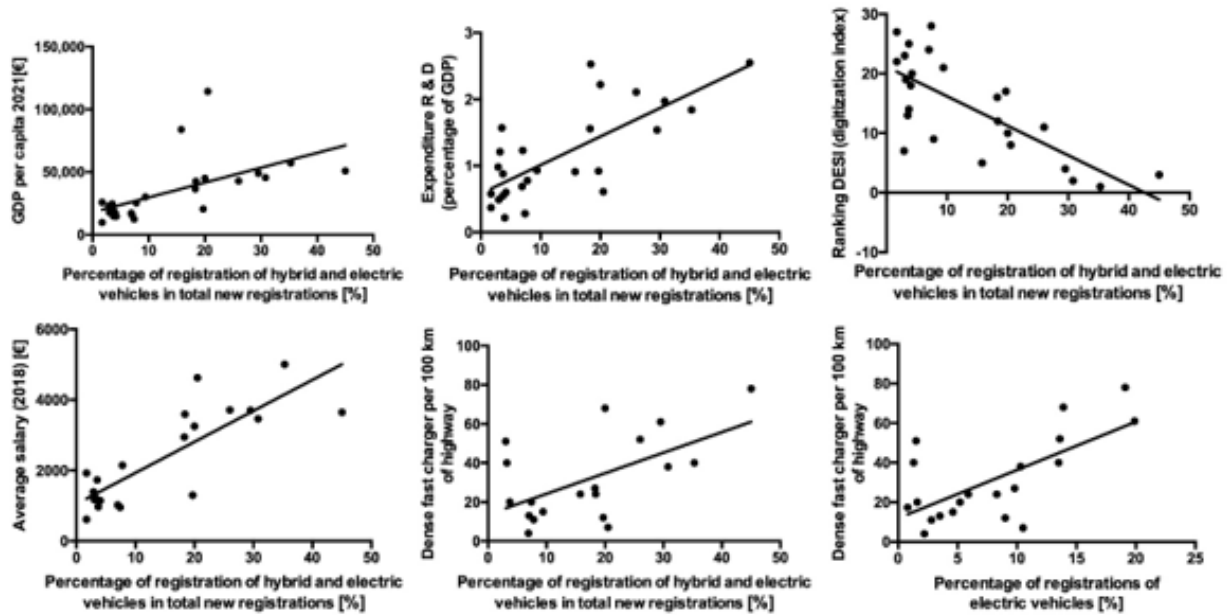 GDP per capita 2021[€]
150,000
100,000
50,000
0
0 10 20 30 40 50
Percentage of registration of hybrid and electric
vehicles in total new registrations [%]
Expenditure R & D
(percentage of GDP)
3
2
1
0
0 10 20 30 40 50
Percentage of registration of hybrid and electric
vehicles in total new registrations [%]
Ranking DESI (digitization index)
30
20
10
0
-10
10 20 30 40 50
Percentage of registration of hybrid and electric
vehicles in total new registrations [%]
Average salary (2018) [€]
6000
4000
2000
0
0 10 20 30 40 50
Percentage of registration of hybrid and electric
vehicles in total new registrations [%]
Dense fast charger per 100 km
of highway
100
80
60
40
20
0
0 10 20 30 40 50
Percentage of registration of hybrid and electric
vehicles in total new registrations [%]
Dense fast charger per 100 km
of highway
100
80
60
40
20
0
0 5 10 15 20 25
Percentage of registrations of
electric vehicles [%]